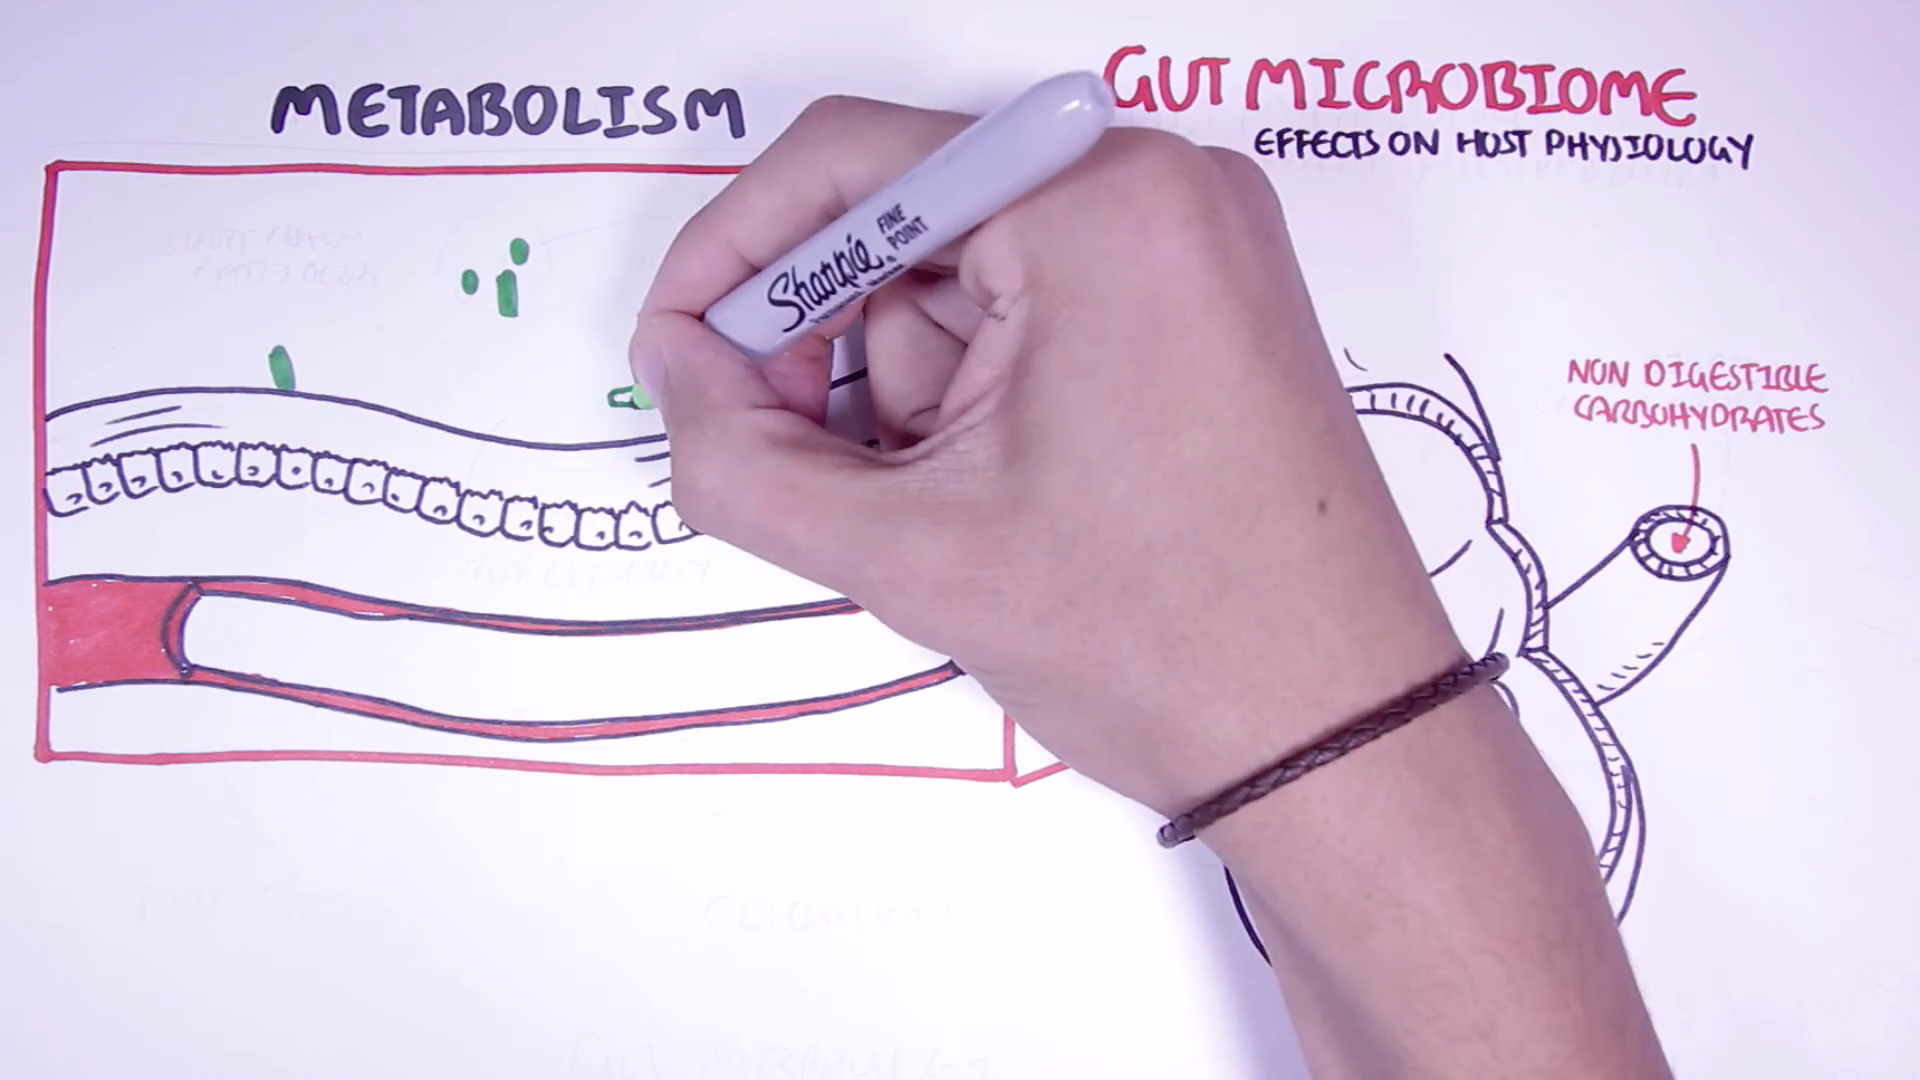 METABOLISM
GUT MICROBIOME
EFFECTS ON HOST PHYSIOLOGY
Sharpie
FINE
POINT
NON DIGESTIBLE
CARBOHYDRATES